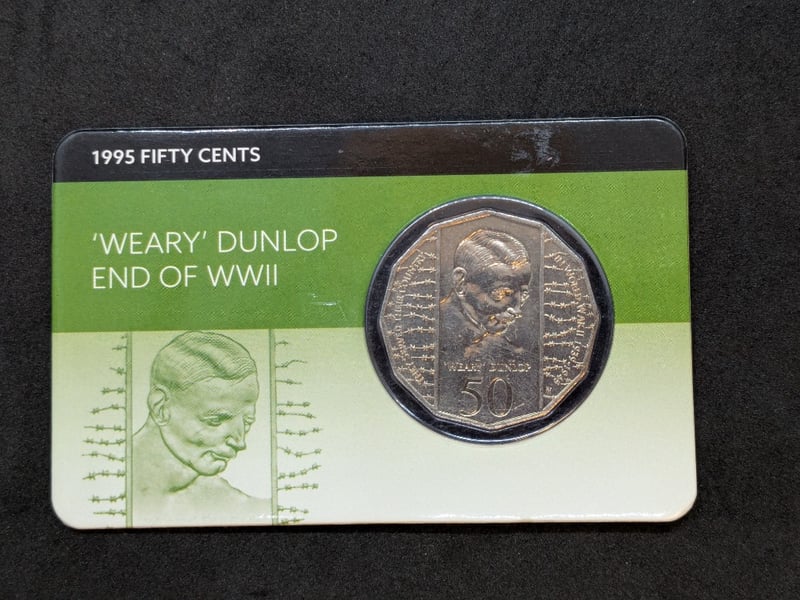 1995 FIFTY CENTS
'WEARY' DUNLOP
END OF WWII
'WEARY' DUNLOP
50